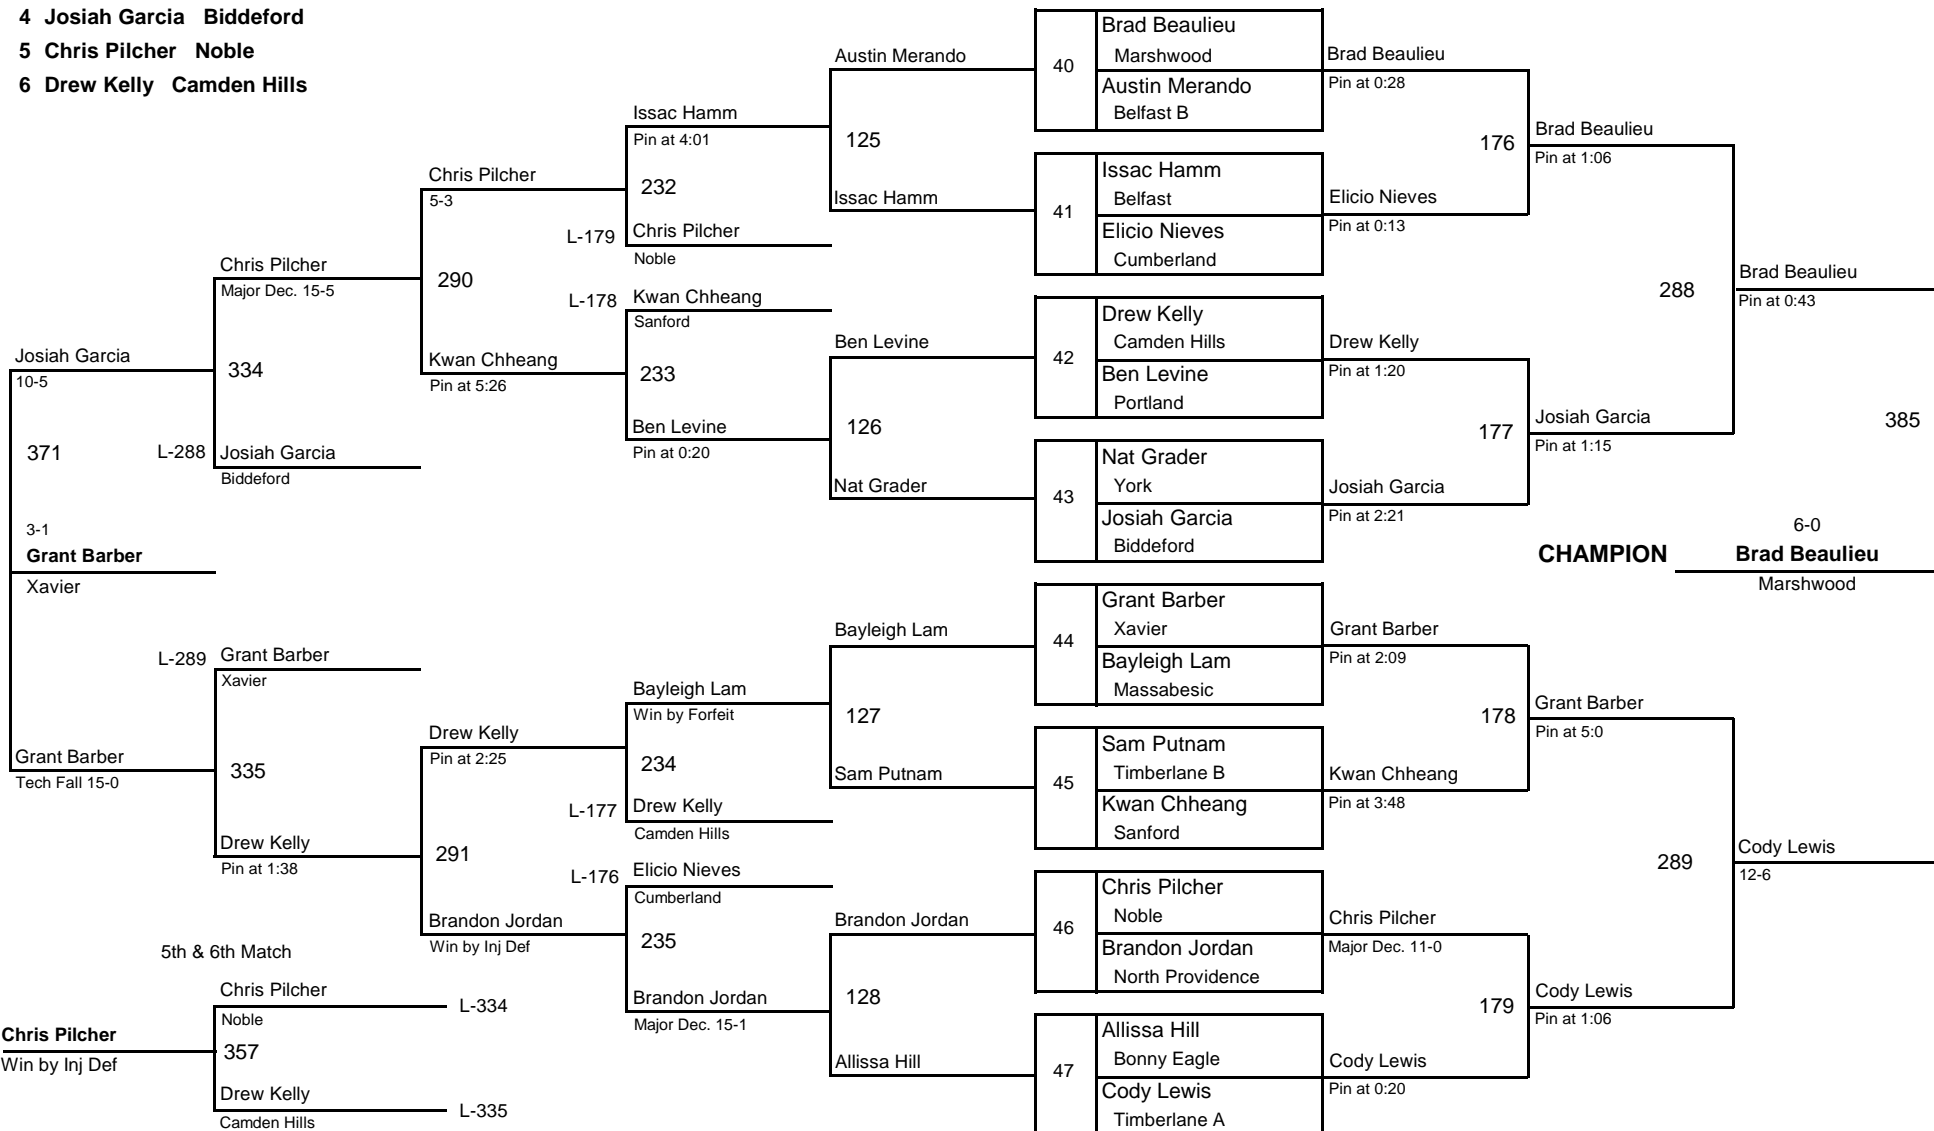 4 Josiah Garcia Biddeford
5 Chris Pilcher Noble
6 Drew Kelly Camden Hills
Josiah Garcia
10-5
371
3-1
Grant Barber
Xavier
Grant Barber
Tech Fall 15-0
5th & 6th Match
Chris Pilcher
Win by Inj Def
Chris Pilcher
Major Dec. 15-5
334
L-288
Josiah Garcia
Biddeford
L-289
Grant Barber
Xavier
335
Drew Kelly
Pin at 1:38
Chris Pilcher
Noble
L-334
357
Drew Kelly
L-335
Camden Hills
Chris Pilcher
5-3
290
Kwan Chheang
Pin at 5:26
Drew Kelly
Pin at 2:25
291
Brandon Jordan
Win by Inj Def
Issac Hamm
Pin at 4:01
232
L-179
Chris Pilcher
Noble
L-178
Kwan Chheang
Sanford
233
Ben Levine
Pin at 0:20
Bayleigh Lam
Win by Forfeit
234
L-177
Drew Kelly
Camden Hills
L-176
Elicio Nieves
Cumberland
235
Brandon Jordan
Major Dec. 15-1
Austin Merando
125
Issac Hamm
Ben Levine
126
Nat Grader
Bayleigh Lam
127
Sam Putnam
Brandon Jordan
128
Allissa Hill
40
Brad Beaulieu
Marshwood
Austin Merando
Belfast B
41
Issac Hamm
Belfast
Elicio Nieves
Cumberland
42
Drew Kelly
Camden Hills
Ben Levine
Portland
43
Nat Grader
York
Josiah Garcia
Biddeford
44
Grant Barber
Xavier
Bayleigh Lam
Massabesic
45
Sam Putnam
Timberlane B
Kwan Chheang
Sanford
46
Chris Pilcher
Noble
Brandon Jordan
North Providence
47
Allissa Hill
Bonny Eagle
Cody Lewis
Timberlane A
Brad Beaulieu
Pin at 0:28
176
Elicio Nieves
Pin at 0:13
Drew Kelly
Pin at 1:20
177
Josiah Garcia
Pin at 2:21
Grant Barber
Pin at 2:09
178
Kwan Chheang
Pin at 3:48
Chris Pilcher
Major Dec. 11-0
179
Cody Lewis
Pin at 0:20
Brad Beaulieu
Pin at 1:06
288
Josiah Garcia
Pin at 1:15
Grant Barber
Pin at 5:0
289
Cody Lewis
Pin at 1:06
Brad Beaulieu
Pin at 0:43
385
6-0
CHAMPION Brad Beaulieu
Marshwood
Cody Lewis
12-6